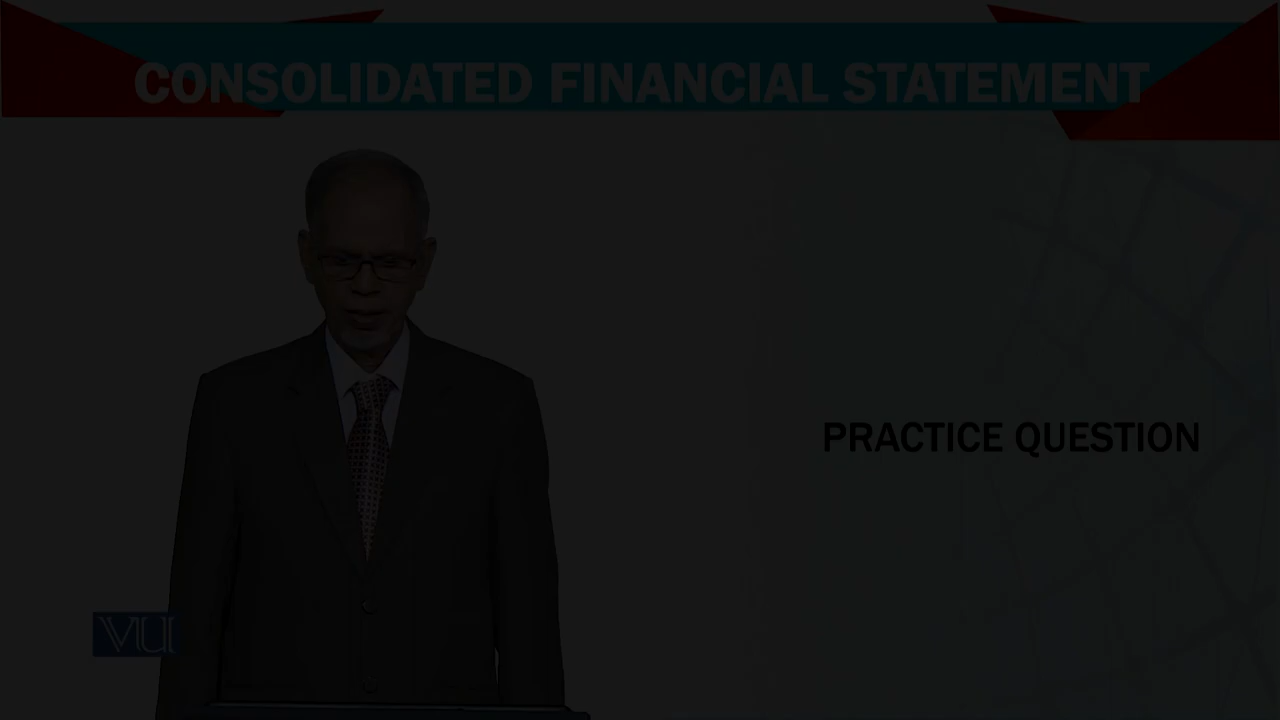 CONSOLIDATED FINANCIAL STATEMENT
PRACTICE QUESTION
VU